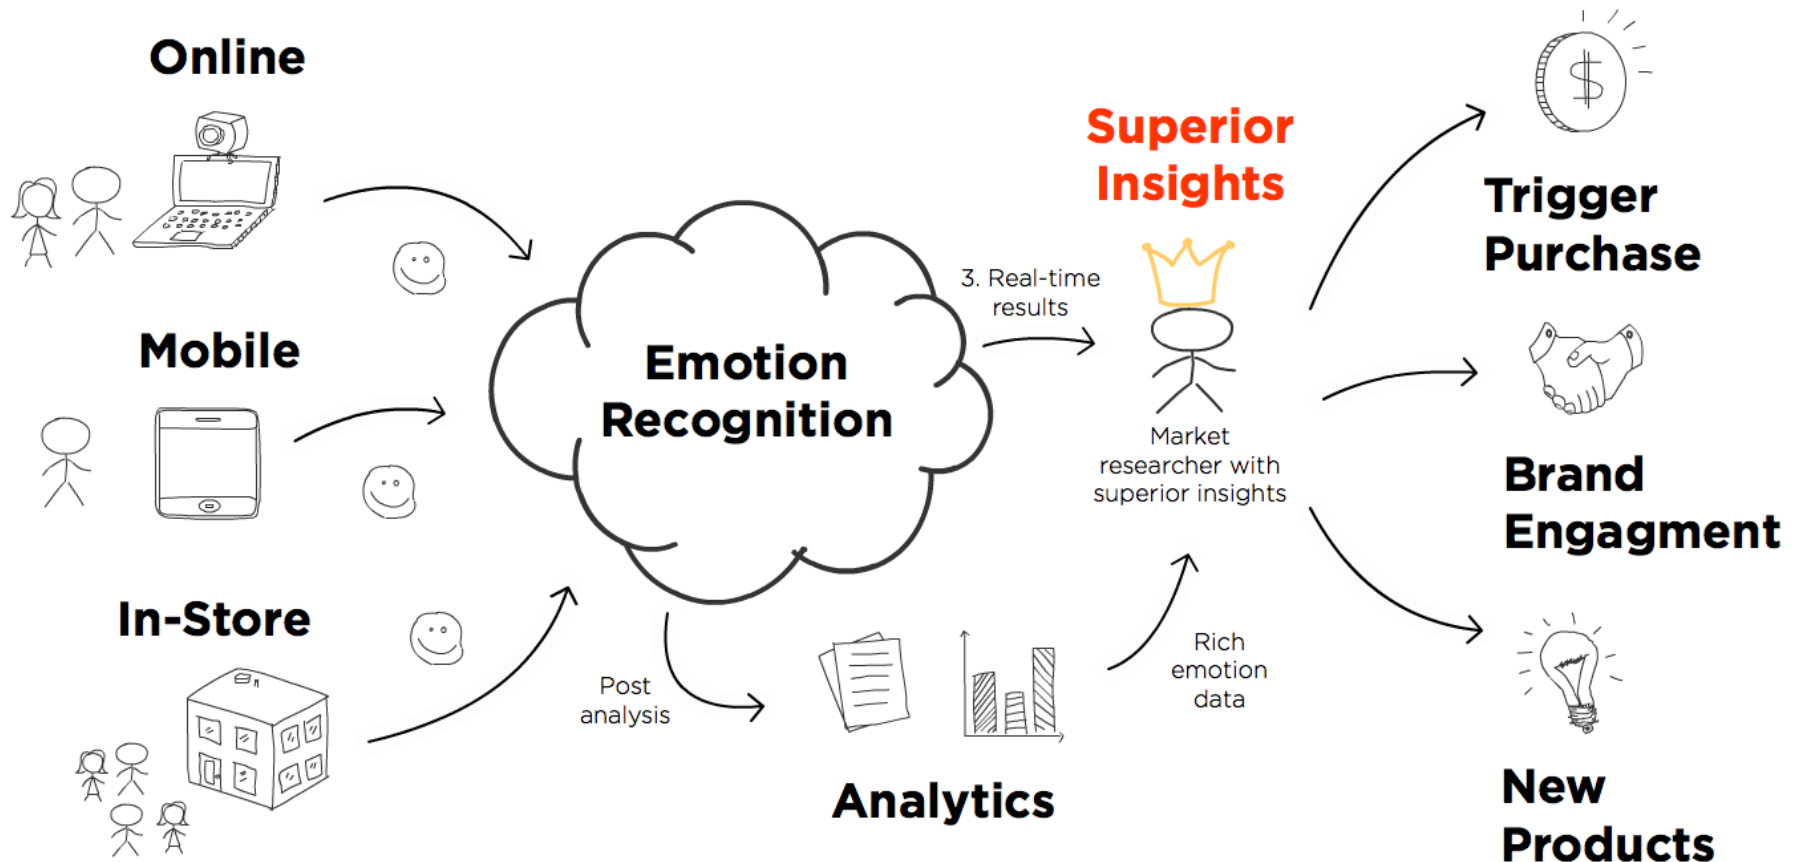 Online
Mobile
In-Store
Emotion
Recognition
Post
analysis
3. Real-time
results
Superior
Insights
Market
researcher with
superior insights
Analytics
Rich
emotion
data
$
Trigger
Purchase
Brand
Engagment
New
Products